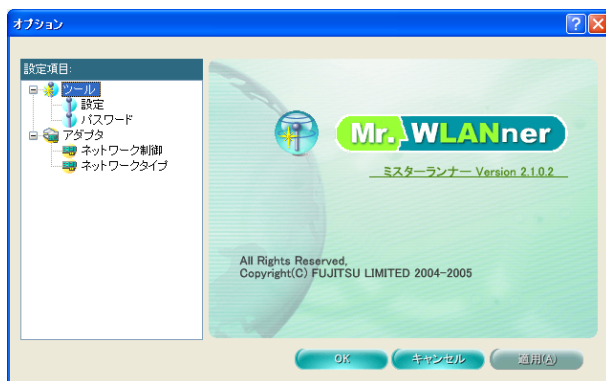 オプション
設定項目:
ツール
設定
パスワード
アダプタ
ネットワーク制御
ネットワークタイプ
Mr.WLANner
ミスターランナー Version 2.1.0.2
All Rights Reserved,
Copyright(C) FUJITSU LIMITED 2004-2005
OK
キャンセル
適用(A)